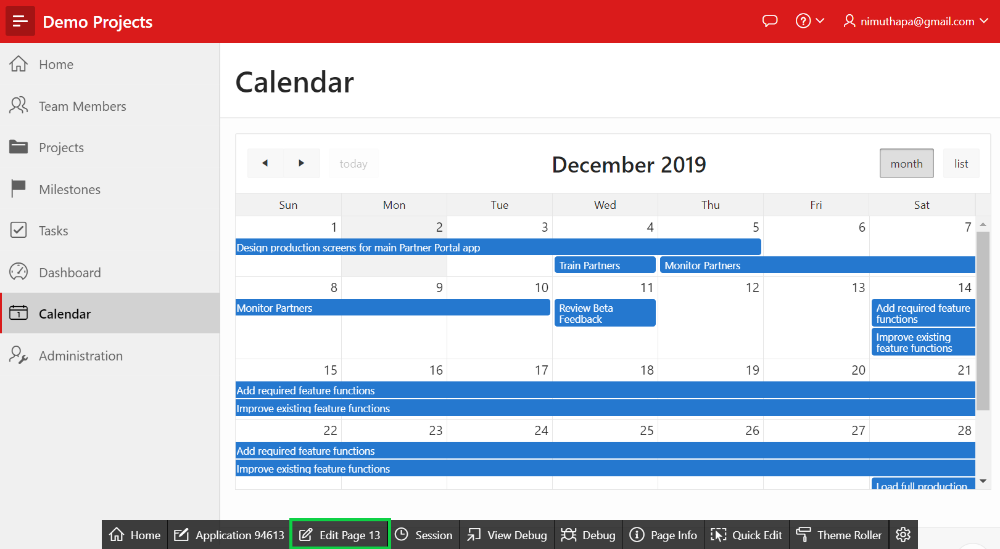 Demo Projects
nimuthapa@gmail.com
Home
Team Members
Projects
Milestones
Tasks
Dashboard
1
Calendar
Administration
Calendar
today
December 2019
month
list
Sun Mon Tue Wed Thu Fri Sat
1 2 3 4 5 6 7
Design production screens for main Partner Portal app
Train Partners
Monitor Partners
8 9 10 11 12 13 14
Monitor Partners
Review Beta
Feedback
Add required feature
functions
Improve existing
feature functions
15 16 17 18 19 20 21
Add required feature functions
Improve existing feature functions
22 23 24 25 26 27 28
Add required feature functions
Improve existing feature functions
Load full production
Home
Application 94613
Edit Page 13
Session
View Debug
Debug
Page Info
Quick Edit
Theme Roller